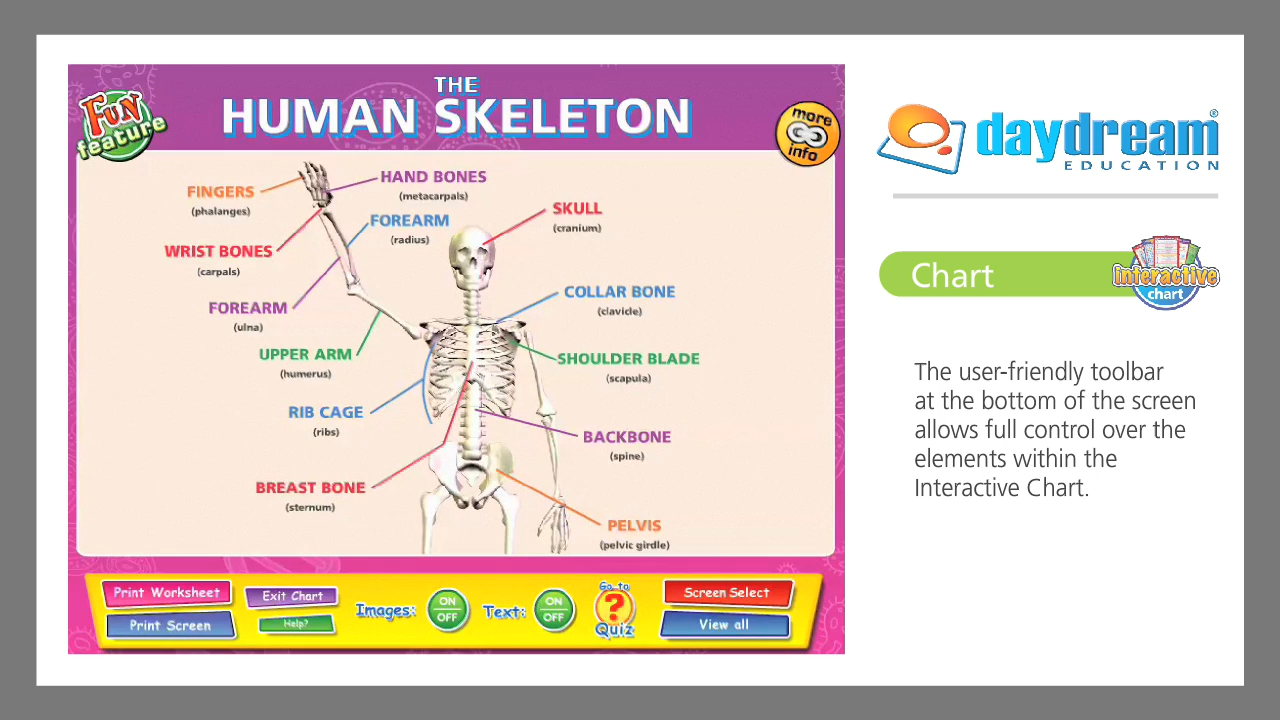 THE
HUMAN SKELETON
FUN
feature
more
info
FINGERS
(phalanges)
HAND BONES
(metacarpals)
FOREARM
(radius)
SKULL
(cranium)
WRIST BONES
(carpals)
FOREARM
(ulna)
COLLAR BONE
(clavicle)
UPPER ARM
(humerus)
SHOULDER BLADE
(scapula)
RIB CAGE
(ribs)
BACKBONE
(spine)
BREAST BONE
(sternum)
PELVIS
(pelvic girdle)
Print Worksheet
Print Screen
Exit Chart
Help?
Images:
ON
OFF
Text:
ON
OFF
Go to
?
Quiz
Screen Select
View all
daydream®
EDUCATION
Chart
interactive
chart
The user-friendly toolbar
at the bottom of the screen
allows full control over the
elements within the
Interactive Chart.